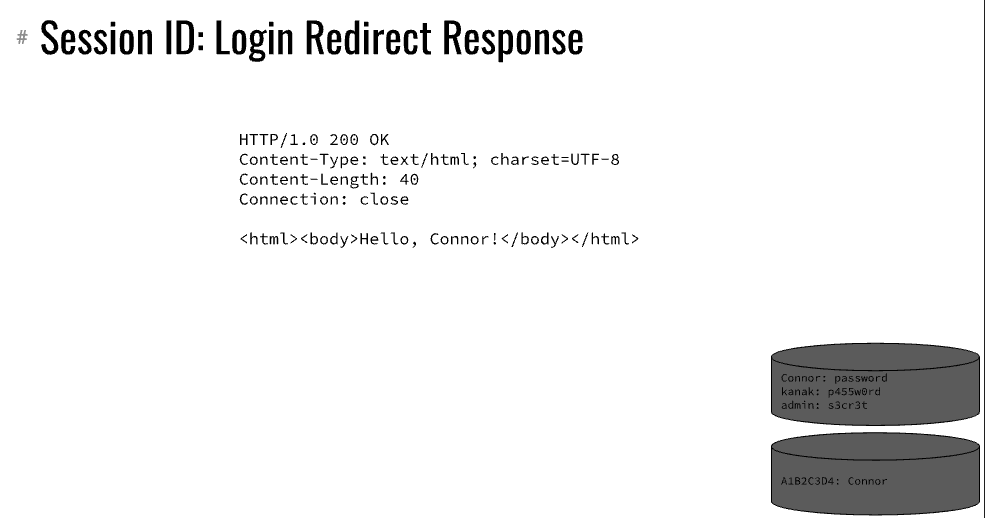 # Session ID: Login Redirect Response
HTTP/1.0 200 OK
Content-Type: text/html; charset=UTF-8
Content-Length: 40
Connection: close
<html><body>Hello, Connor!</body></html>
Connor: password
kanak: p455w0rd
admin: s3cr3t
A1B2C3D4: Connor